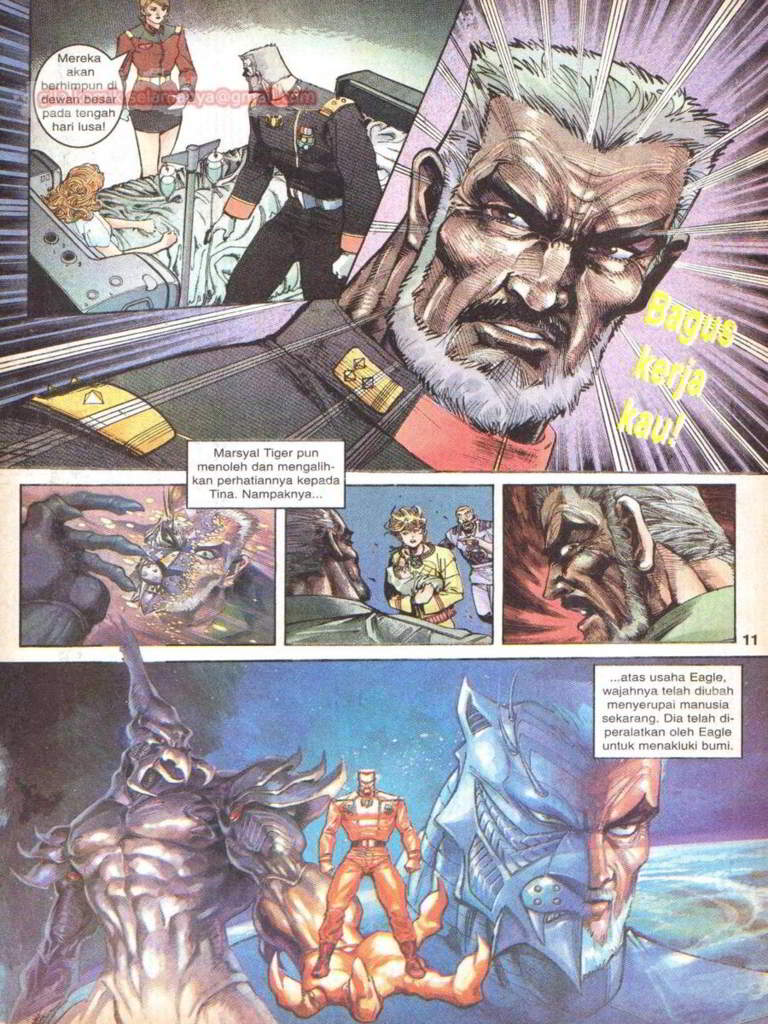 Mereka
akan
berhimpun di
dewan besar
pada tengah
hari lusa!
Bagus
kerja
kau!
Marsyal Tiger pun
menoleh dan mengalih-
kan perhatiannya kepada
Tina. Nampaknya...
11
...atas usaha Eagle,
wajahnya telah diubah
menyerupai manusia
sekarang. Dia telah di-
peralatkan oleh Eagle
untuk menakluki bumi.